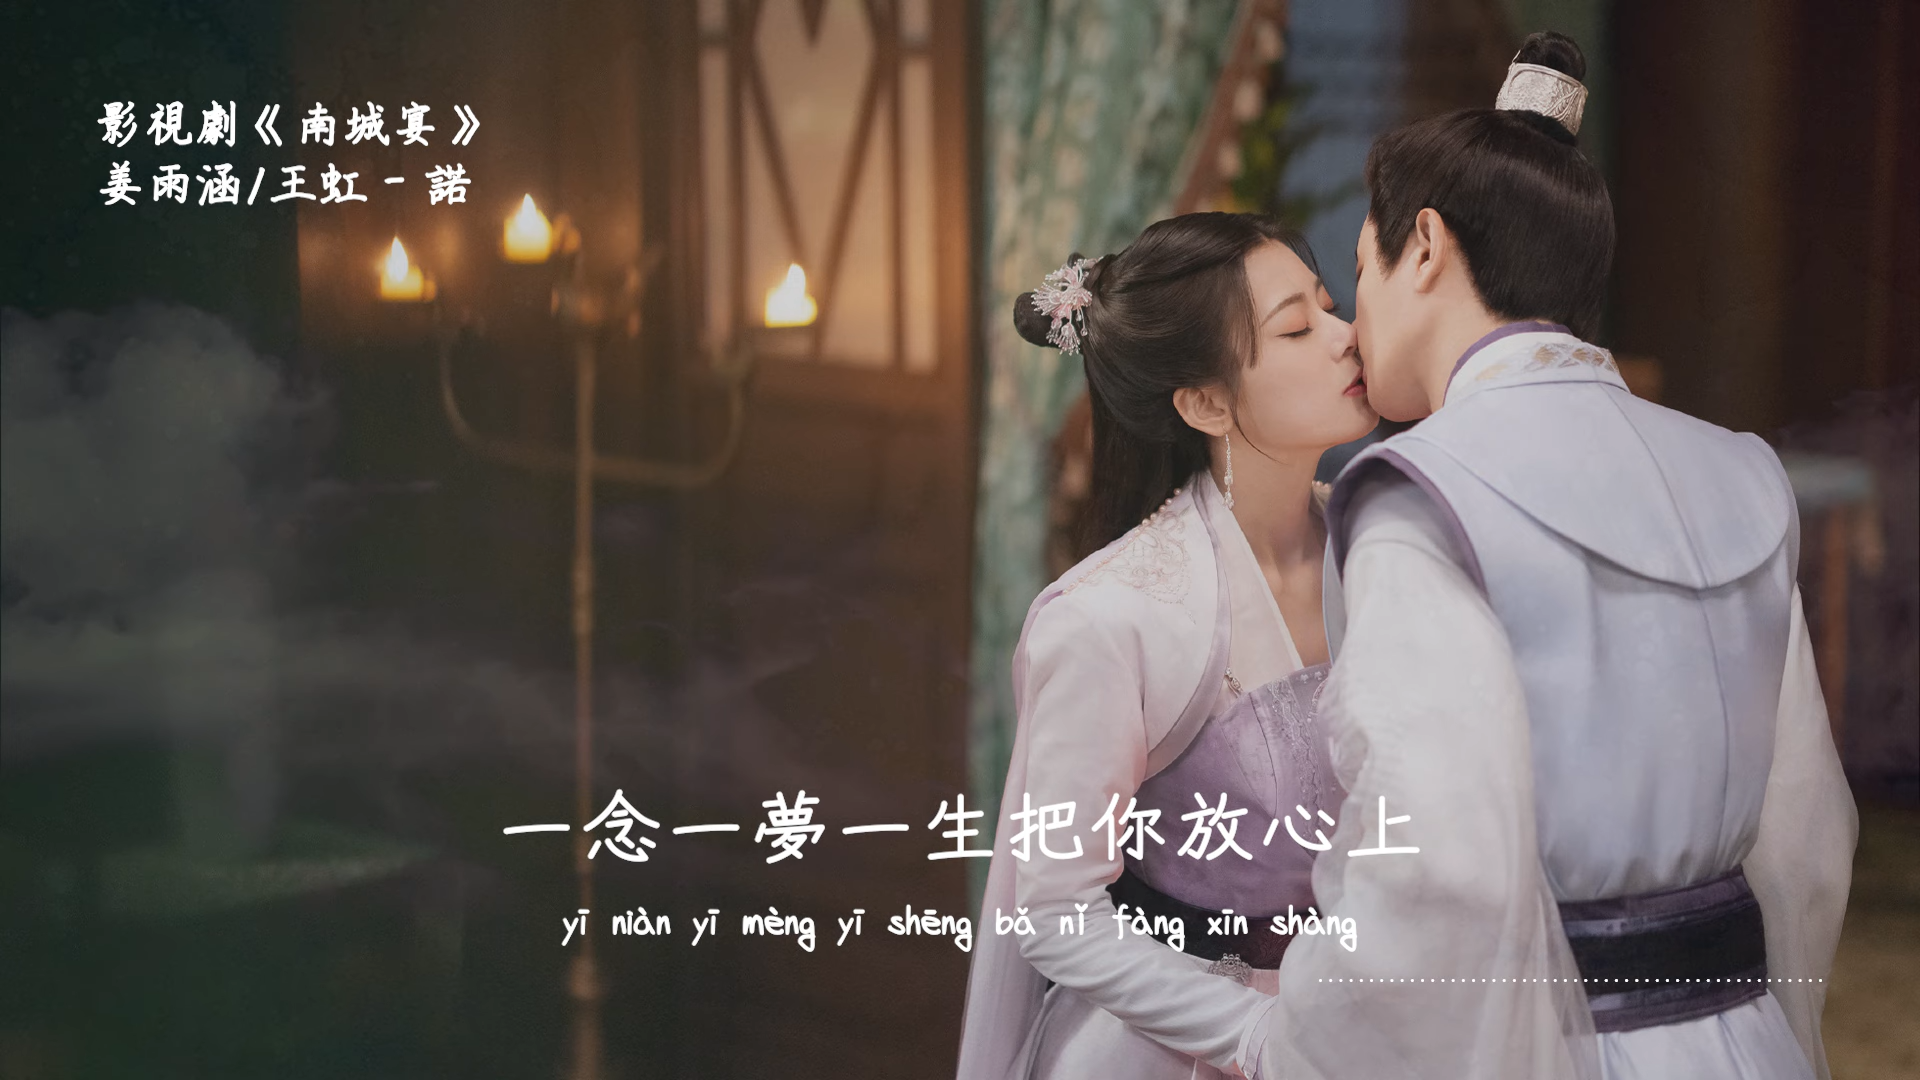 影視劇《南城宴》
姜雨涵/王虹 - 諾
一念一夢一生把你放心上
yī niàn yī mèng yī shēng bǎ nǐ fàng xīn shàng